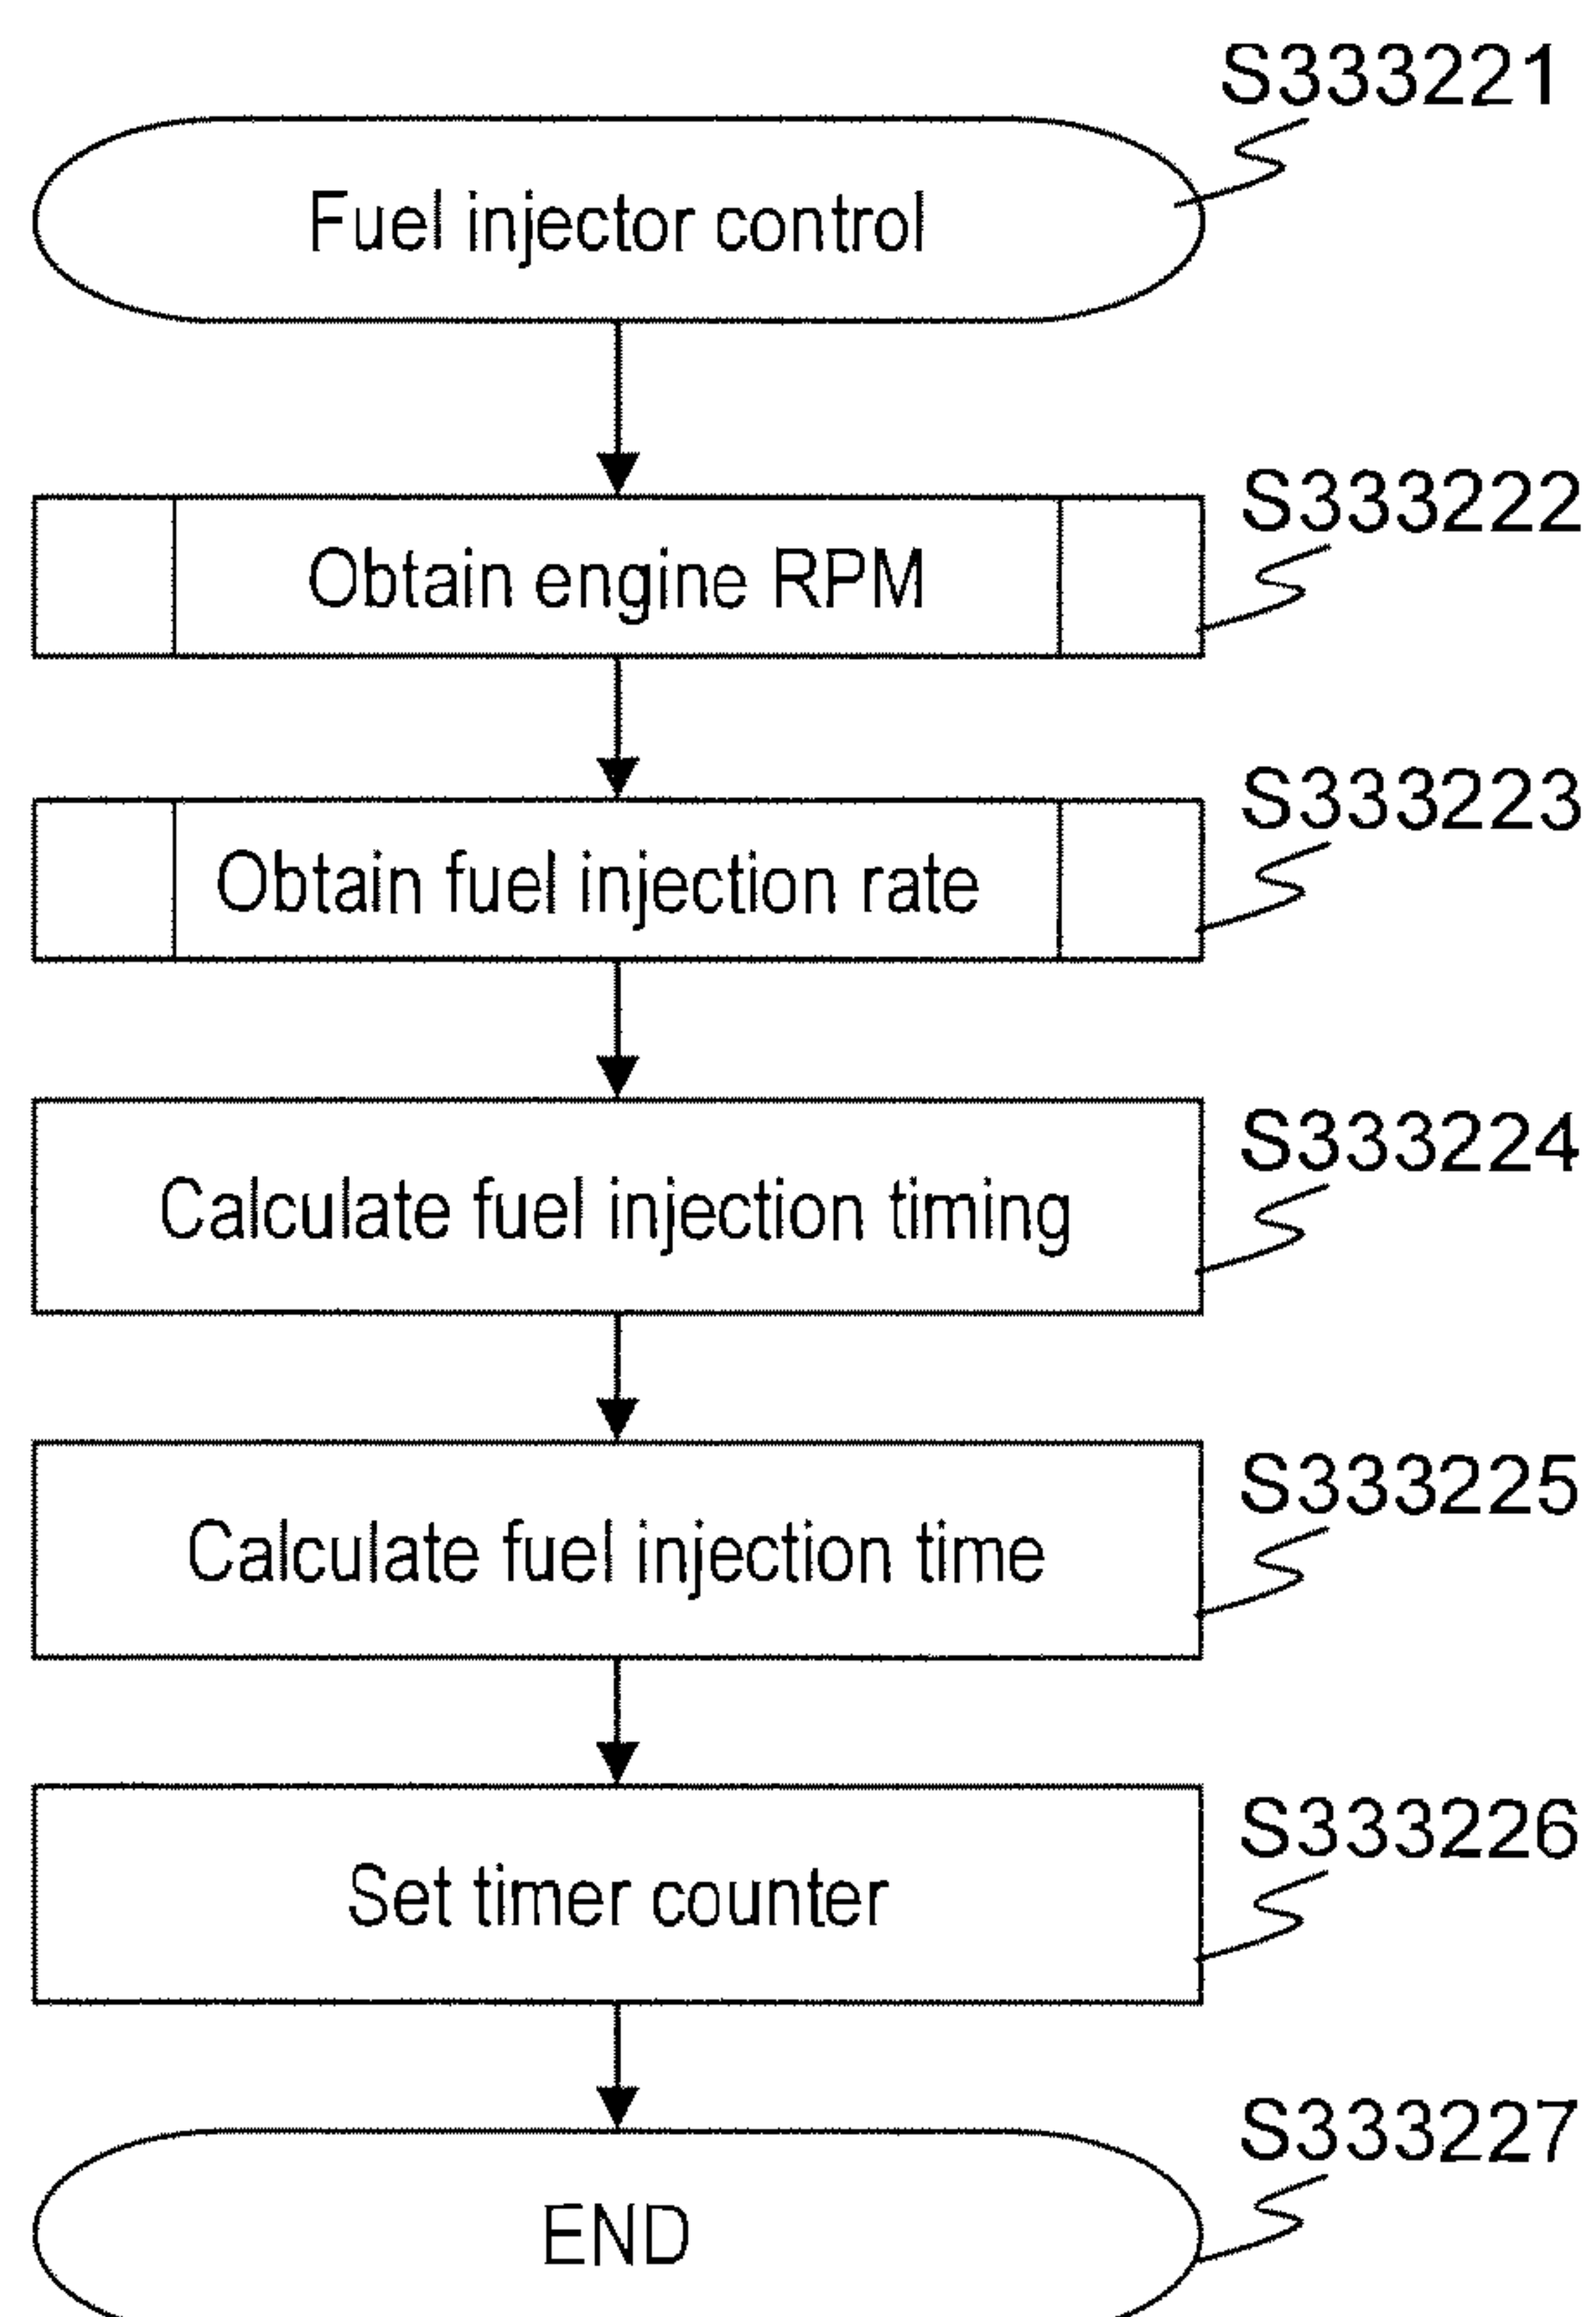 S333221
Fuel injector control
S333222
Obtain engine RPM
S333223
Obtain fuel injection rate
S333224
Calculate fuel injection timing
S333225
Calculate fuel injection time
S333226
Set timer counter
S333227
END